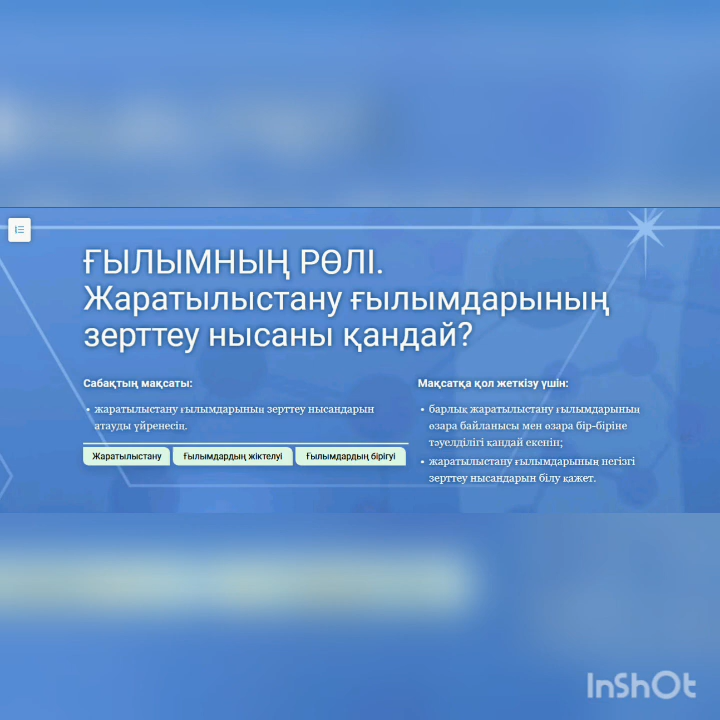 ҒЫЛЫМНЫҢ РӨЛІ.
Жаратылыстану ғылымдарының
зерттеу нысаны қандай?
Сабақтың мақсаты:
• жаратылыстану ғылымдарының зерттеу нысандарын
атауды үйренесің.
Жаратылыстану
Ғылымдардың жіктелуі
Ғылымдардың бірігуі
Мақсатқа қол жеткізу үшін:
• барлық жаратылыстану ғылымдарының
өзара байланысы мен өзара бір-біріне
тәуелділігі қандай екенін;
• жаратылыстану ғылымдарының негізгі
зерттеу нысандарын білу қажет.
InShOt